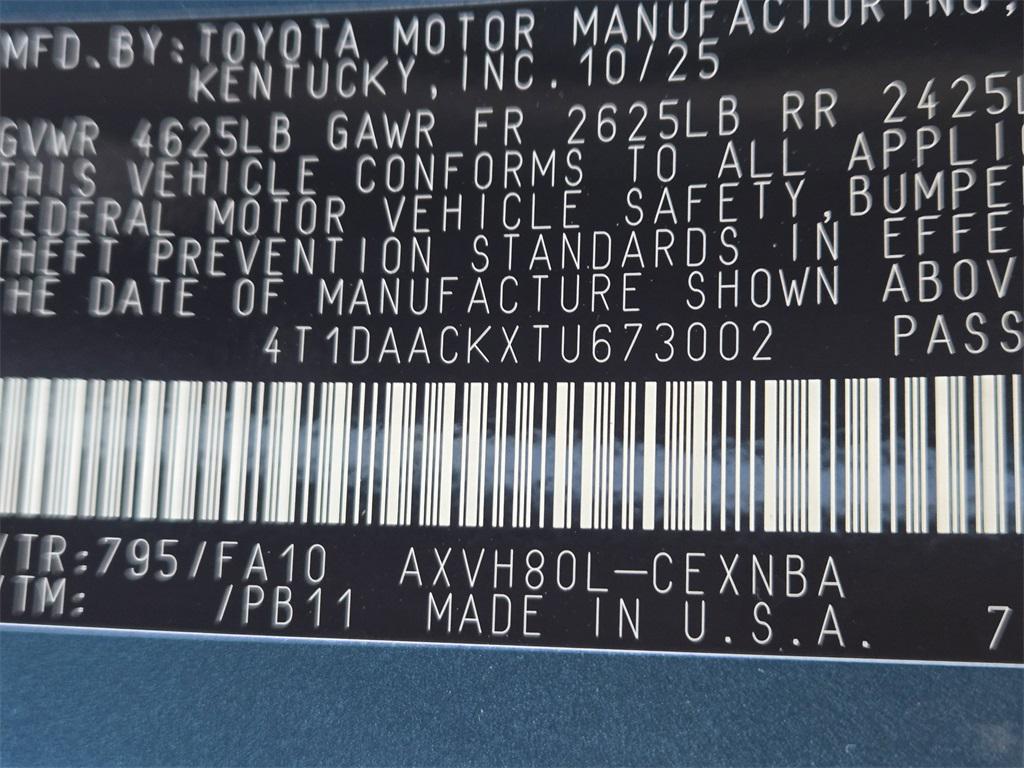 MFD. BY: TOYOTA MOTOR MANUFACTURING,
KENTUCKY, INC. 10/25
GVWR 4625LB GAWR FR 2625LB RR 2425L
THIS VEHICLE CONFORMS TO ALL APPLI
FEDERAL MOTOR VEHICLE SAFETY, BUMPE
THEFT PREVENTION STANDARDS IN EFFE
THE DATE OF MANUFACTURE SHOWN ABOV
4T1DAACKXTU673002 PASS
/TR:795/FA10 AXVH80L-CEXNBA
/TM: /PB11 MADE IN U.S.A. 7